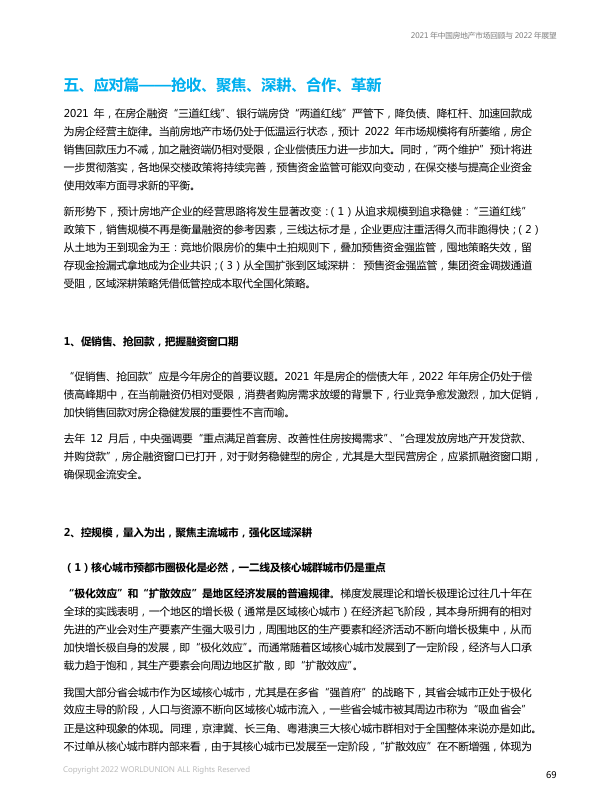 2021 年中国房地产市场回顾与 2022 年展望
五、应对篇——抢收、聚焦、深耕、合作、革新
2021 年，在房企融资“三道红线”、银行端房贷“两道红线”严管下，降负债、降杠杆、加速回款成
为房企经营主旋律。当前房地产市场仍处于低温运行状态，预计 2022 年市场规模将有所萎缩，房企
销售回款压力不减，加之融资端仍相对受限，企业偿债压力进一步加大。同时，“两个维护”预计将进
一步贯彻落实，各地保交楼政策将持续完善，预售资金监管可能双向变动，在保交楼与提高企业资金
使用效率方面寻求新的平衡。
新形势下，预计房地产企业的经营思路将发生显著改变：（1）从追求规模到追求稳健：“三道红线”
政策下，销售规模不再是衡量融资的参考因素，三线达标才是，企业更应注重活得久而非跑得快；（2）
从土地为王到现金为王：竞地价限房价的集中土拍规则下，叠加预售资金强监管，囤地策略失效，留
存现金捡漏式拿地成为企业共识；（3）从全国扩张到区域深耕： 预售资金强监管，集团资金调拨通道
受阻，区域深耕策略凭借低管控成本取代全国化策略。
1、促销售、抢回款，把握融资窗口期
“促销售、抢回款”应是今年房企的首要议题。2021 年是房企的偿债大年，2022 年年房企仍处于偿
债高峰期中，在当前融资仍相对受限，消费者购房需求放缓的背景下，行业竞争愈发激烈，加大促销，
加快销售回款对房企稳健发展的重要性不言而喻。
去年 12 月后，中央强调要“重点满足首套房、改善性住房按揭需求”、“合理发放房地产开发贷款、
并购贷款”，房企融资窗口已打开，对于财务稳健型的房企，尤其是大型民营房企，应紧抓融资窗口期，
确保现金流安全。
2、控规模，量入为出，聚焦主流城市，强化区域深耕
（1）核心城市预都市圈极化是必然，一二线及核心城群城市仍是重点
“极化效应”和“扩散效应”是地区经济发展的普遍规律。梯度发展理论和增长极理论过往几十年在
全球的实践表明，一个地区的增长极（通常是区域核心城市）在经济起飞阶段，其本身所拥有的相对
先进的产业会对生产要素产生强大吸引力，周围地区的生产要素和经济活动不断向增长极集中，从而
加快增长极自身的发展，即“极化效应”。而通常随着区域核心城市发展到了一定阶段，经济与人口承
载力趋于饱和，其生产要素会向周边地区扩散，即“扩散效应”。
我国大部分省会城市作为区域核心城市，尤其是在多省“强首府”的战略下，其省会城市正处于极化
效应主导的阶段，人口与资源不断向区域核心城市流入，一些省会城市被其周边市称为“吸血省会”
正是这种现象的体现。同理，京津冀、长三角、粤港澳三大核心城市群相对于全国整体来说亦是如此。
不过单从核心城市群内部来看，由于其核心城市已发展至一定阶段，“扩散效应”在不断增强，体现为
Copyright 2022 WORLDUNION ALL Rights Reserved
69